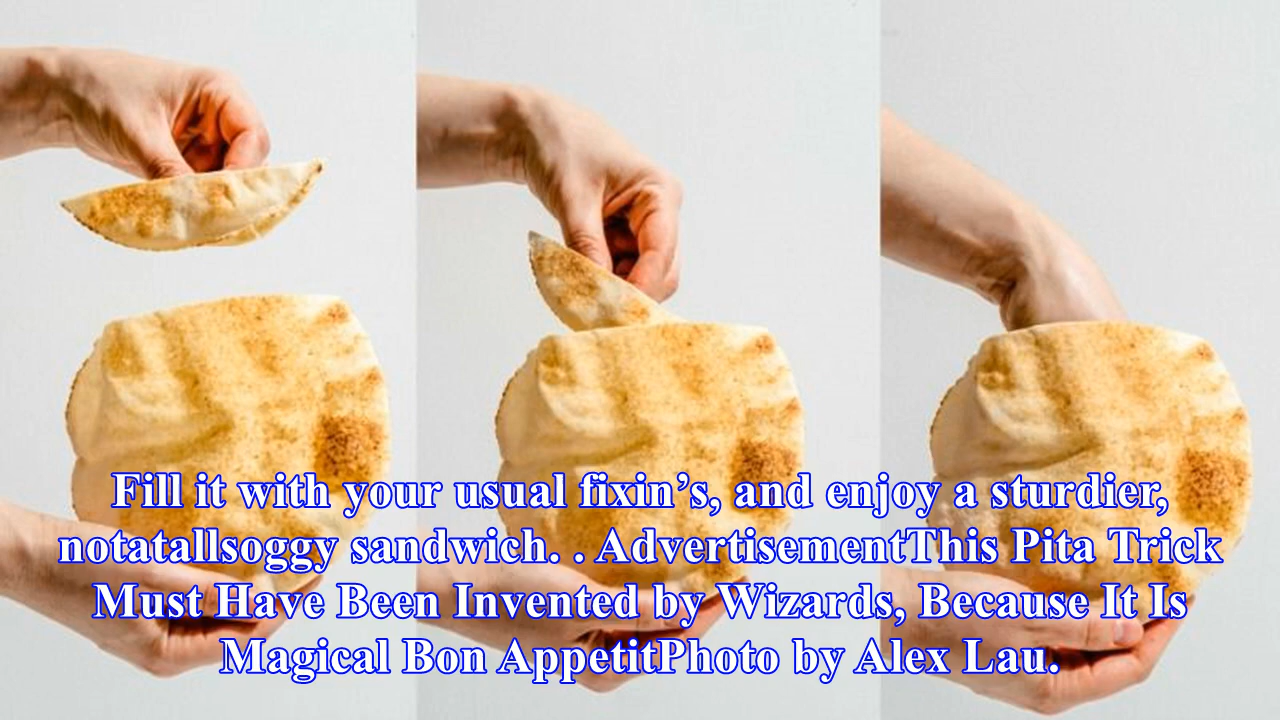 Fill it with your usual fixin’s, and enjoy a sturdier,
notatallsoggy sandwich. . AdvertisementThis Pita Trick
Must Have Been Invented by Wizards, Because It Is
Magical Bon AppetitPhoto by Alex Lau.